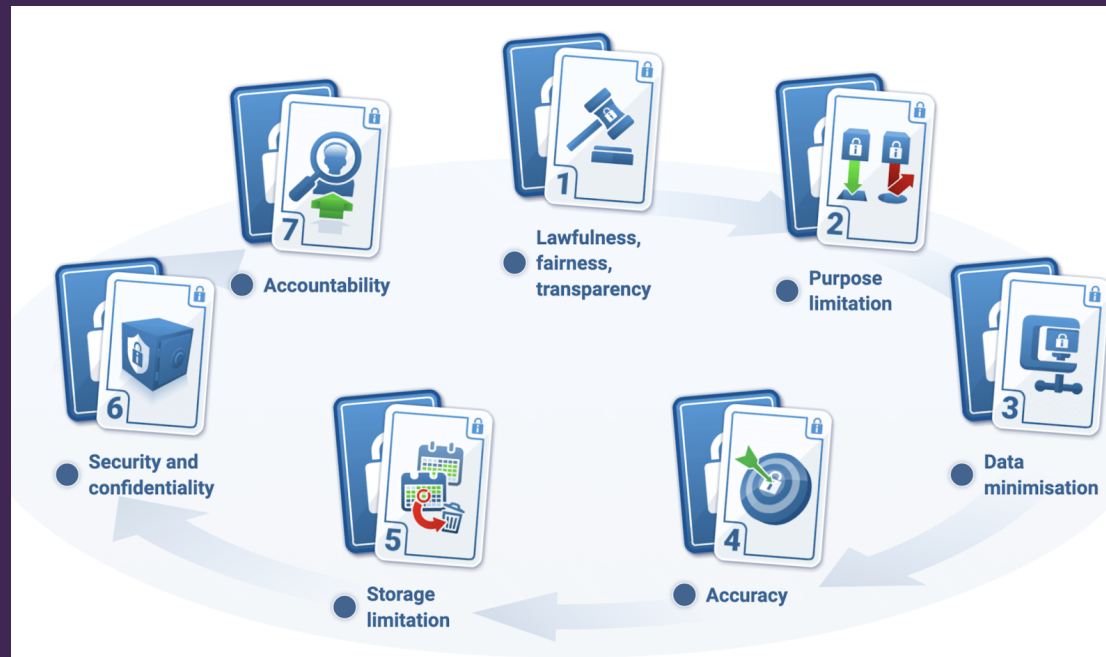 1
Lawfulness,
fairness,
transparency
2
Purpose
limitation
3
Data
minimisation
4
Accuracy
5
Storage
limitation
6
Security and
confidentiality
7
Accountability